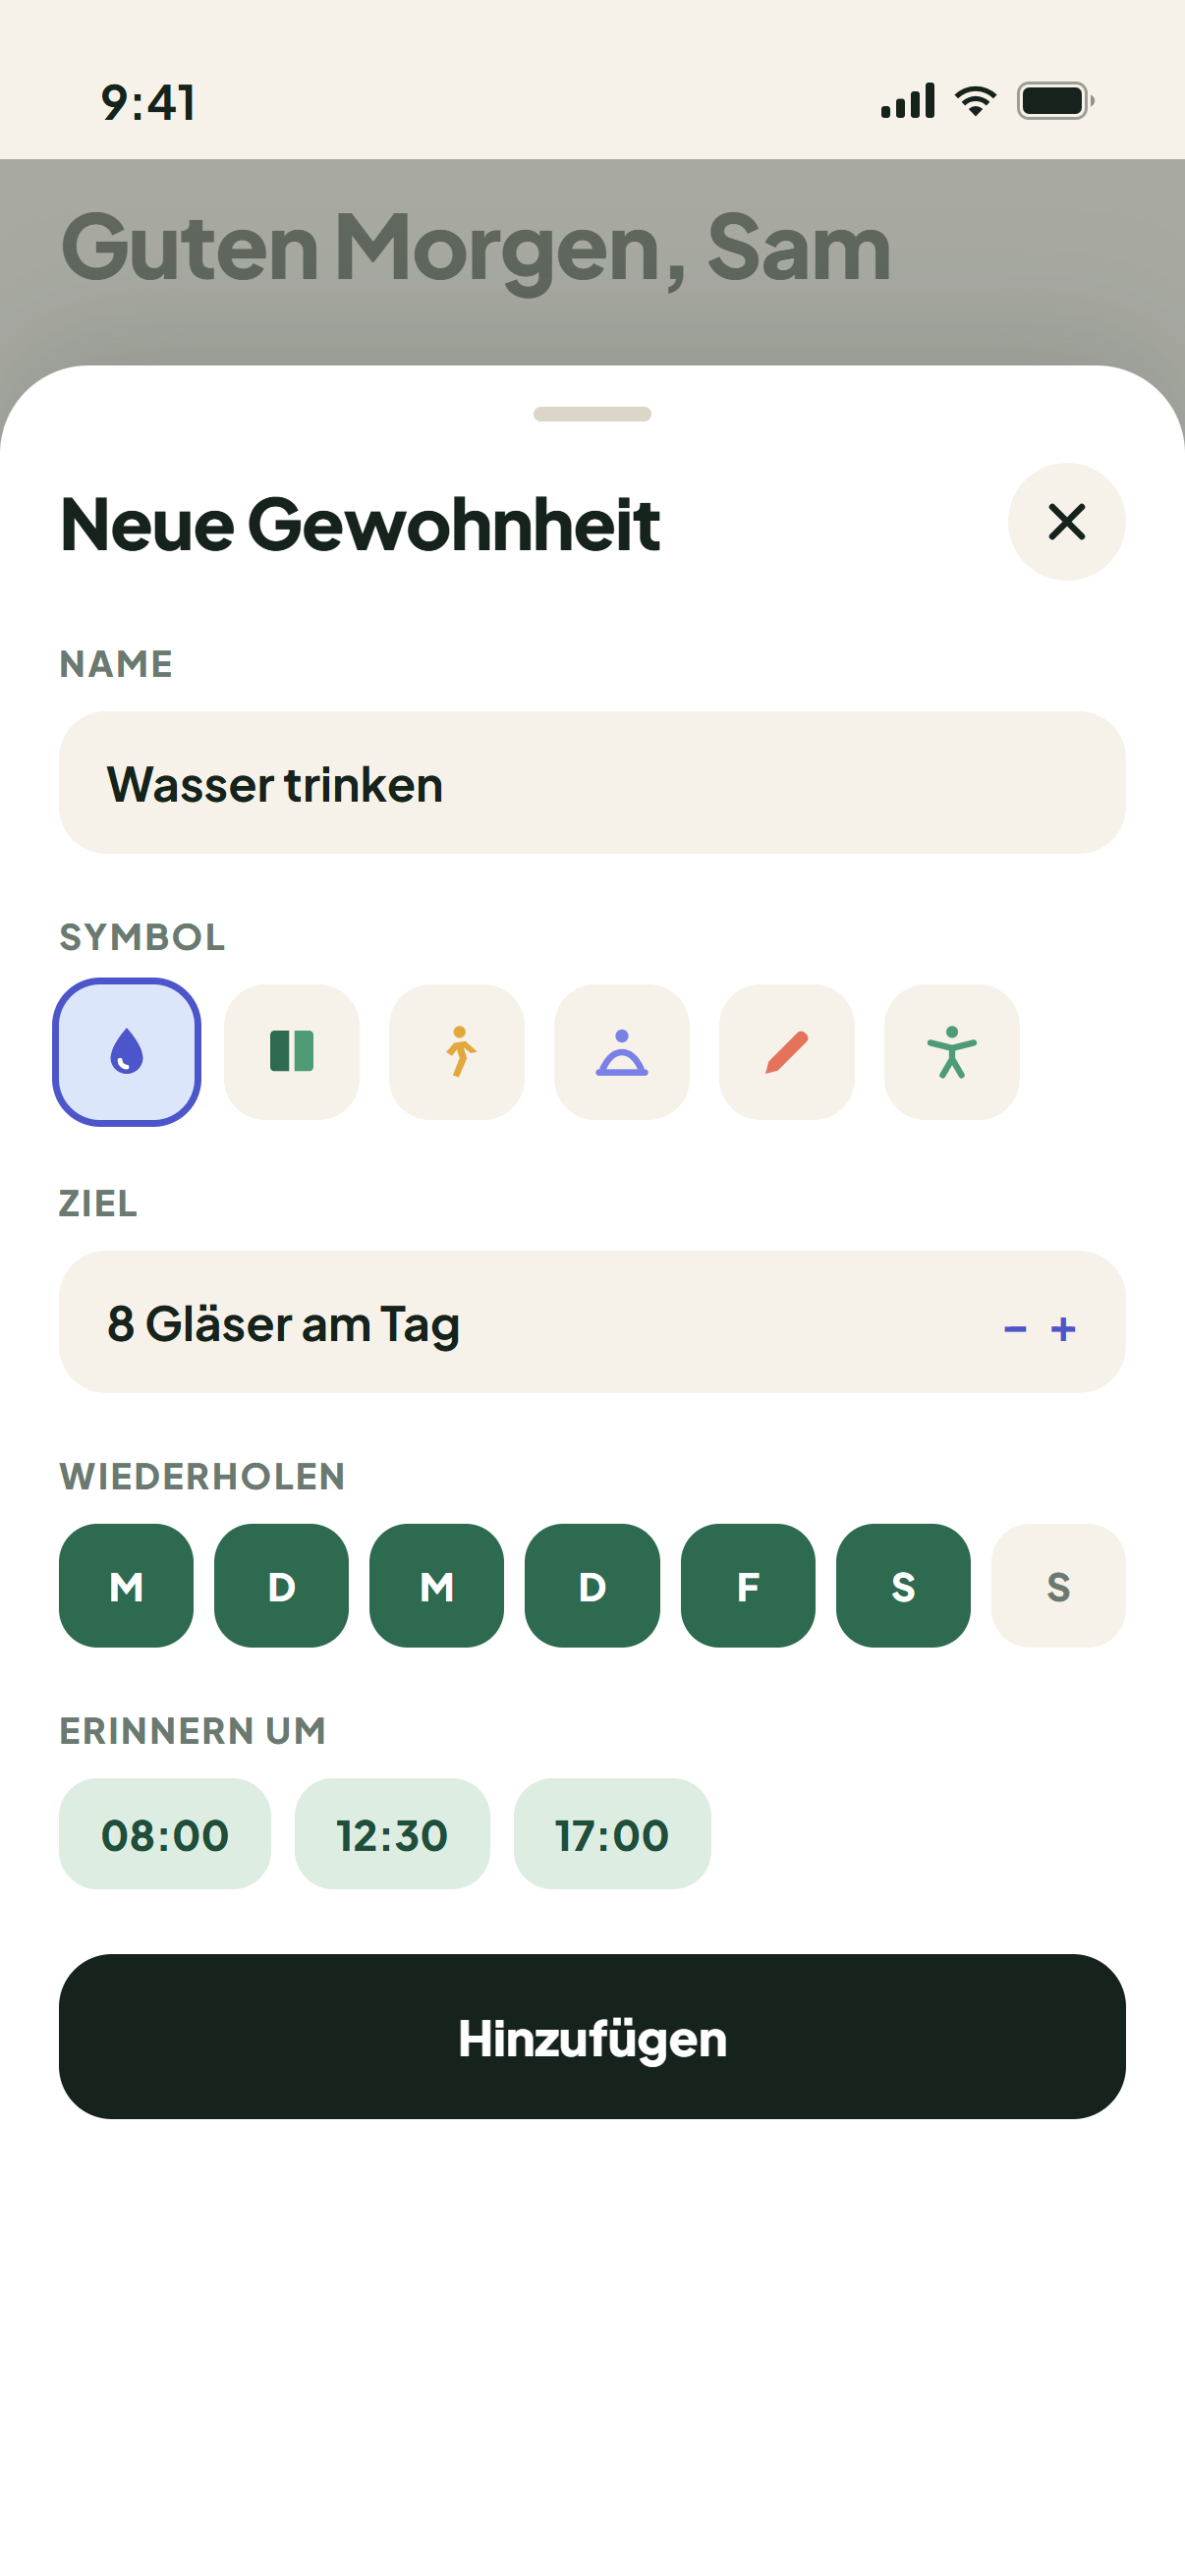 9:41
Guten Morgen, Sam
Neue Gewohnheit
NAME
Wasser trinken
SYMBOL
ZIEL
8 Gläser am Tag
– +
WIEDERHOLEN
M D M D F S S
ERINNERN UM
08:00 12:30 17:00
Hinzufügen